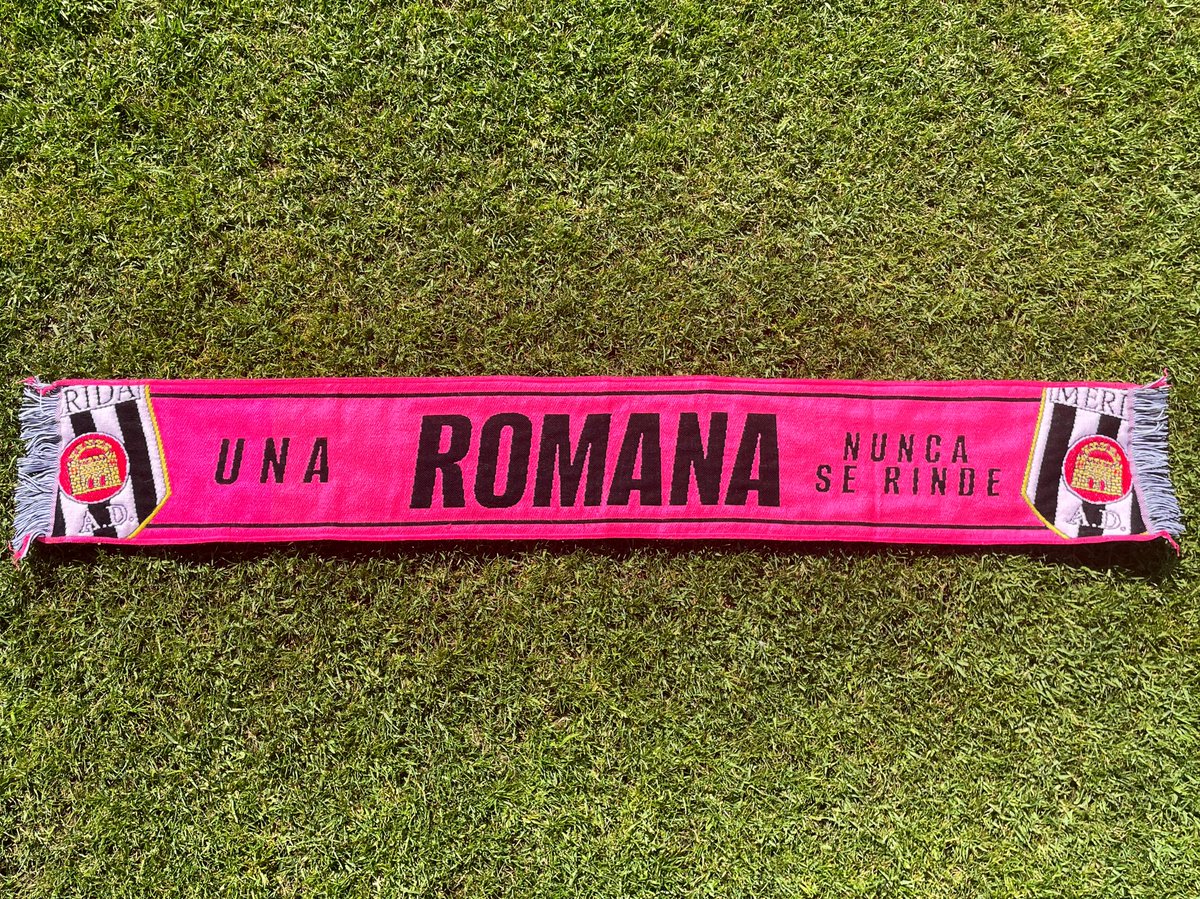 RIDA
A.D.
UNA
ROMANA
NUNCA
SE RINDE
MERI
A.D.